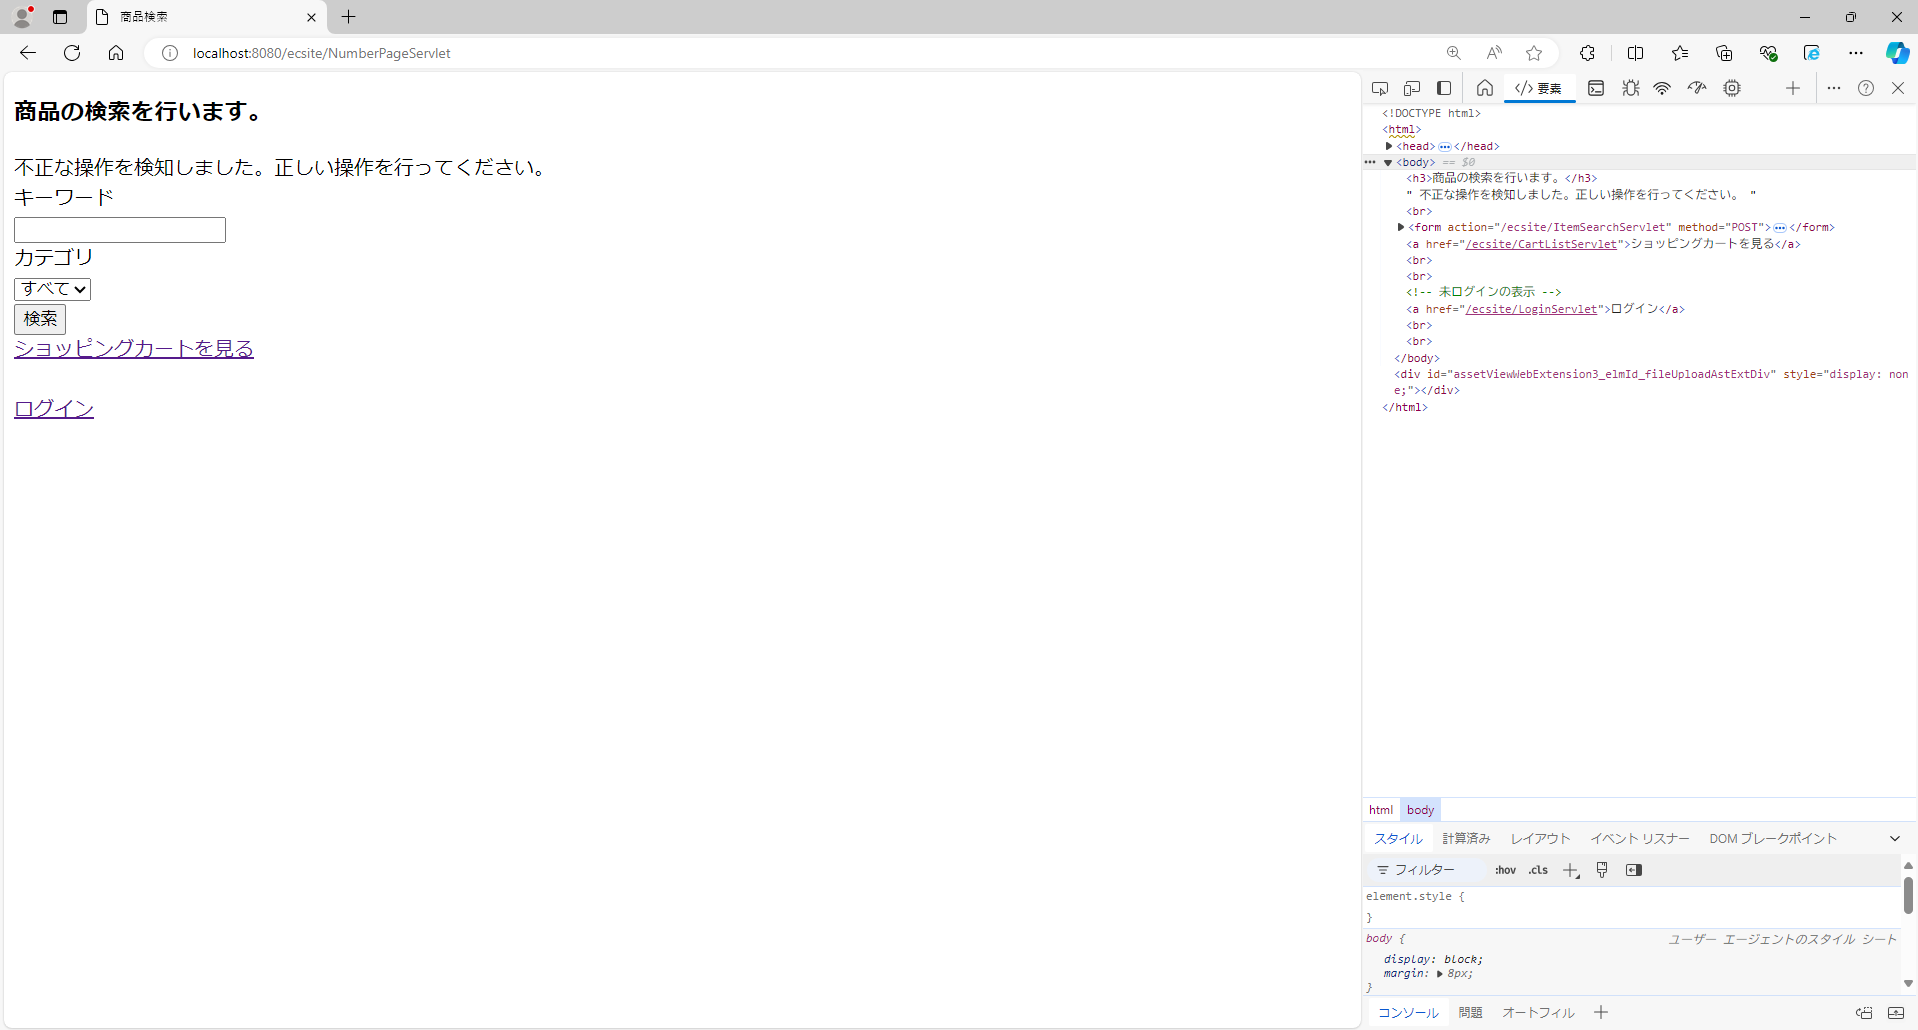 商品検索
localhost:8080/ecsite/NumberPageServlet
商品の検索を行います。
不正な操作を検知しました。正しい操作を行ってください。
キーワード
カテゴリ
すべて
検索
ショッピングカートを見る
ログイン
</> 要素
<!DOCTYPE html>
<html>
<head> ••• </head>
••• <body> == $0
<h3>商品の検索を行います。</h3>
" 不正な操作を検知しました。正しい操作を行ってください。 "
<br>
<form action="/ecsite/ItemSearchServlet" method="POST"> ••• </form>
<a href="/ecsite/CartListServlet">ショッピングカートを見る</a>
<br>
<br>
<!-- 未ログインの表示 -->
<a href="/ecsite/LoginServlet">ログイン</a>
<br>
<br>
</body>
<div id="assetViewWebExtension3_elmId_fileUploadAstExtDiv" style="display: non
e;"></div>
</html>
html body
スタイル 計算済み レイアウト イベント リスナー DOM ブレークポイント
フィルター :hov .cls
element.style {
}
body { ユーザー エージェントのスタイル シート
display: block;
margin: 8px;
}
コンソール 問題 オートフィル